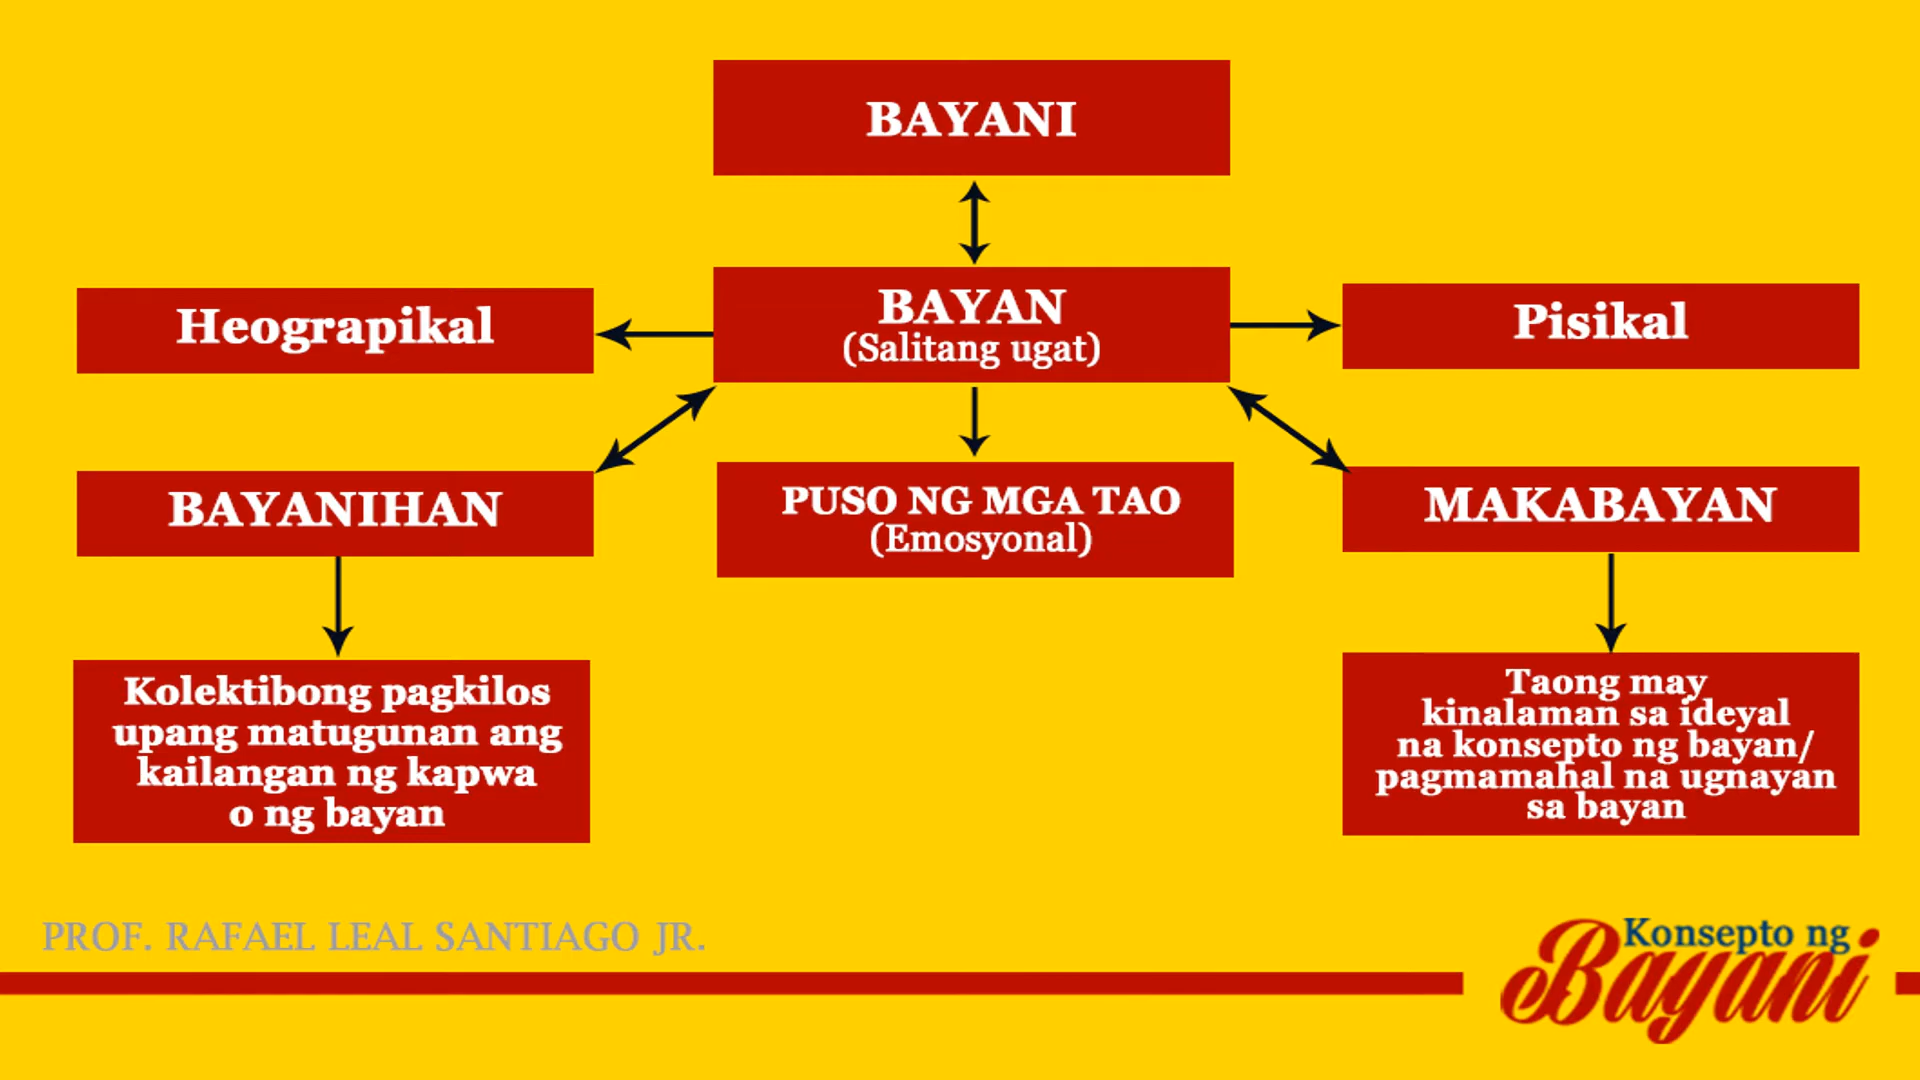 BAYANI
BAYAN
(Salitang ugat)
Heograpikal
Pisikal
BAYANIHAN
PUSO NG MGA TAO
(Emosyonal)
MAKABAYAN
Kolektibong pagkilos
upang matugunan ang
kailangan ng kapwa
o ng bayan
Taong may
kinalaman sa ideyal
na konsepto ng bayan/
pagmamahal na ugnayan
sa bayan
PROF. RAFAEL LEAL SANTIAGO JR.
Konsepto ng
Bayani